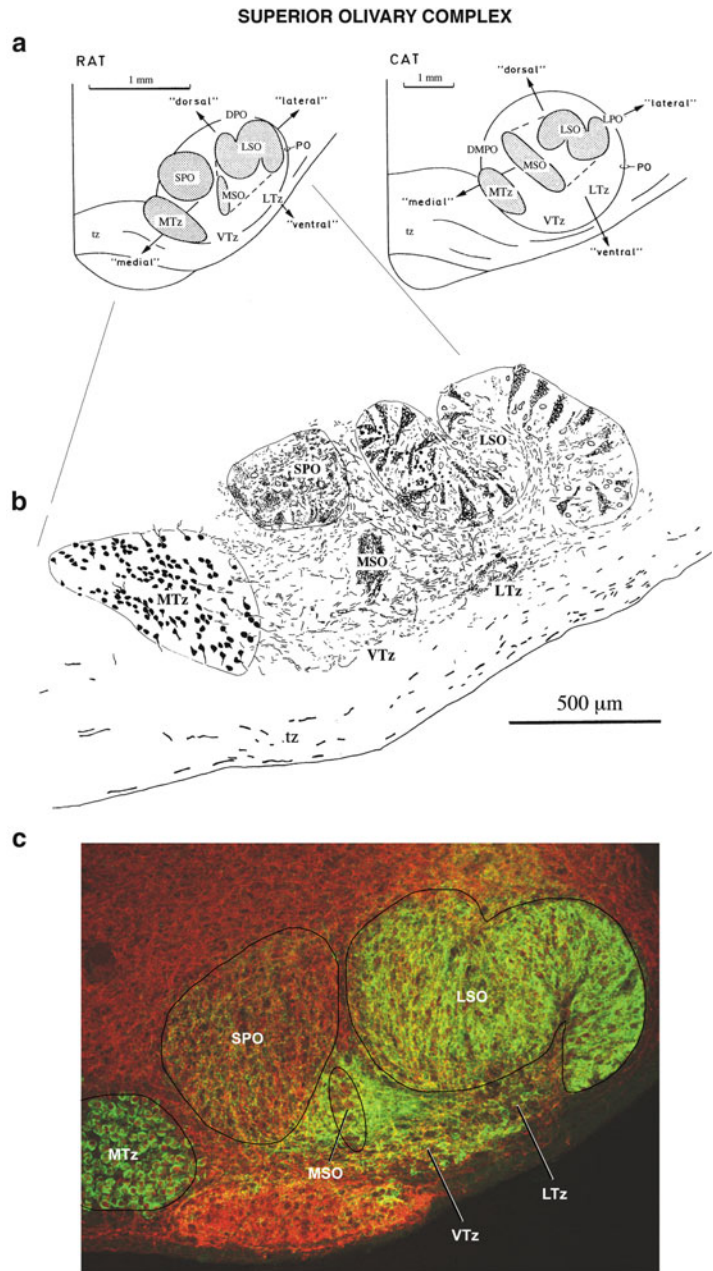 SUPERIOR OLIVARY COMPLEX
a
RAT
1 mm
"dorsal"
DPO
"lateral"
LSO
PO
SPO
MSO
LTz
MTz
"ventral"
VTz
tz
"medial"
CAT
1 mm
"dorsal"
LPO
"lateral"
LSO
DMPO
MSO
PO
"medial"
MTz
LTz
tz
VTz
"ventral"
b
LSO
SPO
MSO
MTz
LTz
VTz
500 µm
tz
c
LSO
SPO
MTz
MSO
LTz
VTz